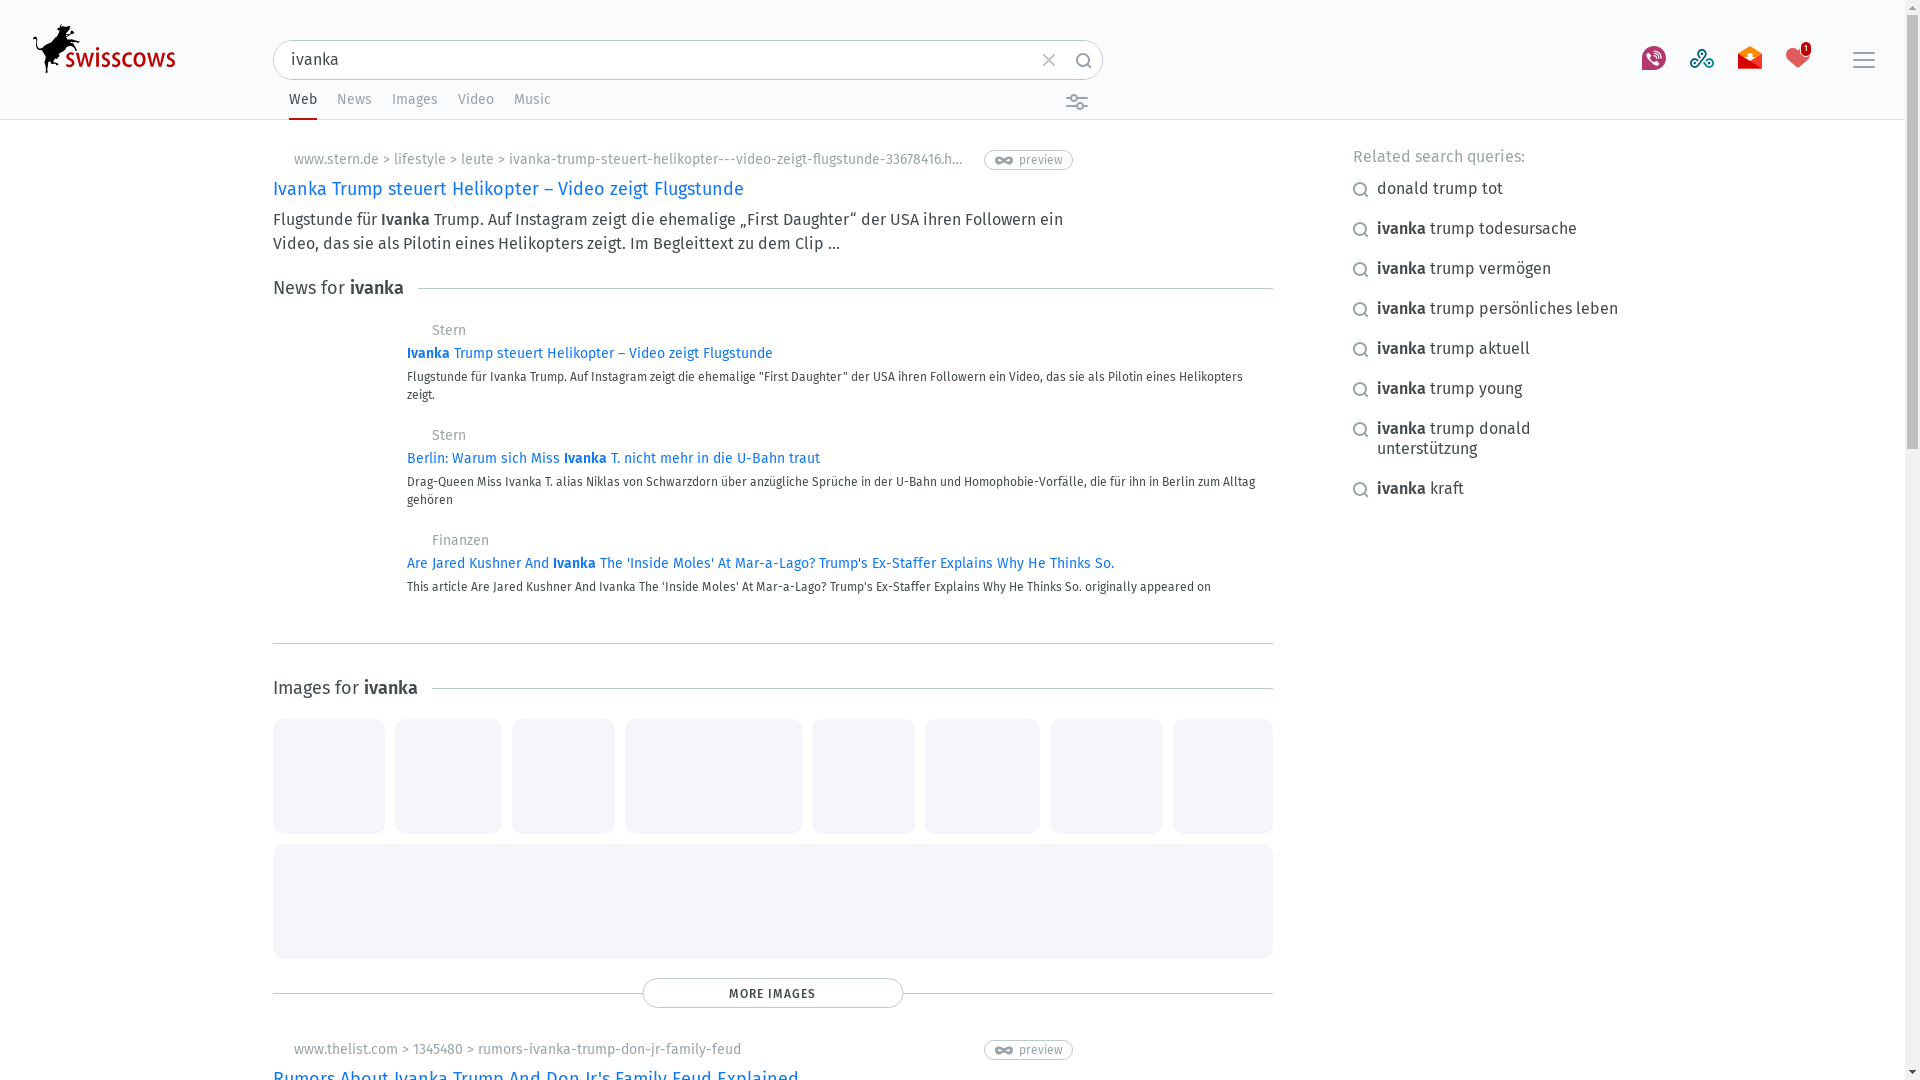 swisscows
ivanka
1
Web News Images Video Music
www.stern.de > lifestyle > leute > ivanka-trump-steuert-helikopter---video-zeigt-flugstunde-33678416.h...
preview
Ivanka Trump steuert Helikopter – Video zeigt Flugstunde
Flugstunde für Ivanka Trump. Auf Instagram zeigt die ehemalige „First Daughter“ der USA ihren Followern ein
Video, das sie als Pilotin eines Helikopters zeigt. Im Begleittext zu dem Clip ...
News for ivanka
Stern
Ivanka Trump steuert Helikopter – Video zeigt Flugstunde
Flugstunde für Ivanka Trump. Auf Instagram zeigt die ehemalige "First Daughter" der USA ihren Followern ein Video, das sie als Pilotin eines Helikopters
zeigt.
Stern
Berlin: Warum sich Miss Ivanka T. nicht mehr in die U-Bahn traut
Drag-Queen Miss Ivanka T. alias Niklas von Schwarzdorn über anzügliche Sprüche in der U-Bahn und Homophobie-Vorfälle, die für ihn in Berlin zum Alltag
gehören
Finanzen
Are Jared Kushner And Ivanka The 'Inside Moles' At Mar-a-Lago? Trump's Ex-Staffer Explains Why He Thinks So.
This article Are Jared Kushner And Ivanka The 'Inside Moles' At Mar-a-Lago? Trump's Ex-Staffer Explains Why He Thinks So. originally appeared on
Images for ivanka
MORE IMAGES
www.thelist.com > 1345480 > rumors-ivanka-trump-don-jr-family-feud
preview
Rumors About Ivanka Trump And Don Jr's Family Feud Explained
Related search queries:
donald trump tot
ivanka trump todesursache
ivanka trump vermögen
ivanka trump persönliches leben
ivanka trump aktuell
ivanka trump young
ivanka trump donald
unterstützung
ivanka kraft